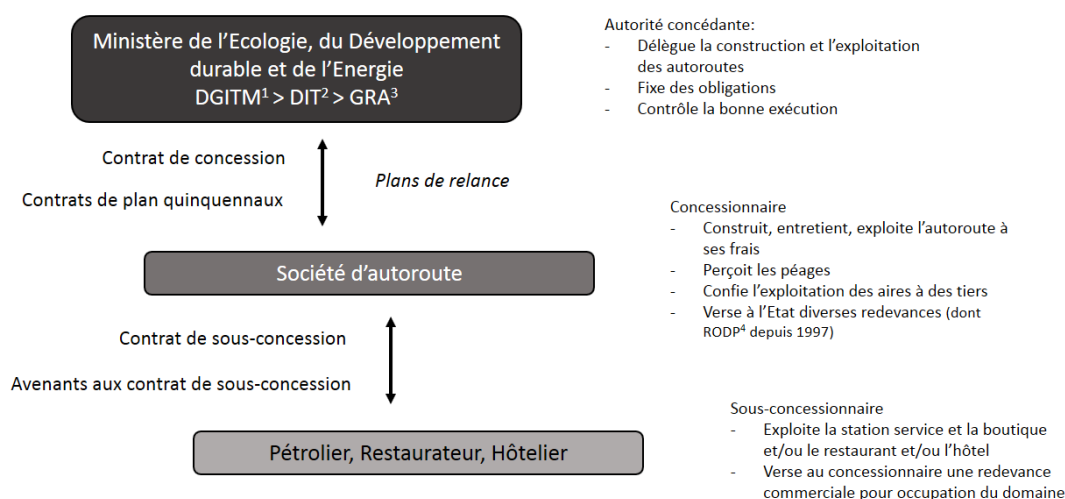 Ministère de l'Ecologie, du Développement
durable et de l'Energie
DGITM¹ > DIT² > GRA³
Autorité concédante:
- Délègue la construction et l'exploitation
des autoroutes
- Fixe des obligations
- Contrôle la bonne exécution
Contrat de concession
Contrats de plan quinquennaux
Plans de relance
Société d'autoroute
Concessionnaire
- Construit, entretient, exploite l'autoroute à
ses frais
- Perçoit les péages
- Confie l'exploitation des aires à des tiers
- Verse à l'Etat diverses redevances (dont
RODP⁴ depuis 1997)
Contrat de sous-concession
Avenants aux contrat de sous-concession
Pétrolier, Restaurateur, Hôtelier
Sous-concessionnaire
- Exploite la station service et la boutique
et/ou le restaurant et/ou l'hôtel
- Verse au concessionnaire une redevance
commerciale pour occupation du domaine